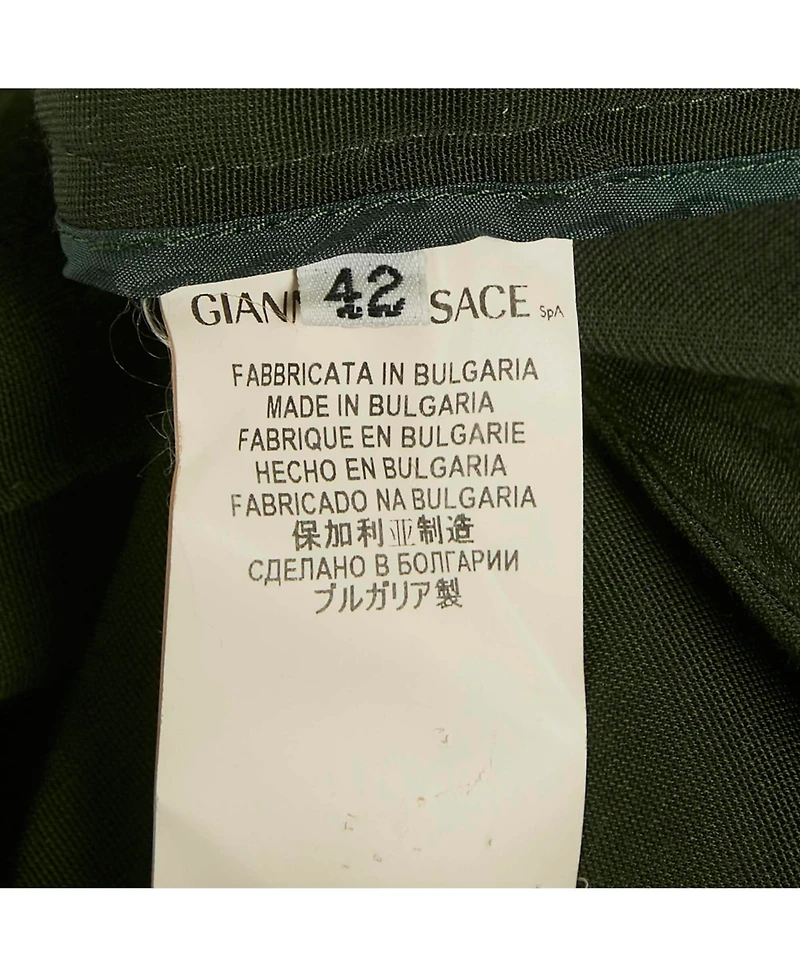 42
GIANN SACE SpA
FABBRICATA IN BULGARIA
MADE IN BULGARIA
FABRIQUE EN BULGARIE
HECHO EN BULGARIA
FABRICADO NA BULGARIA
保加利亚制造
СДЕЛАНО В БОЛГАРИИ
ブルガリア製